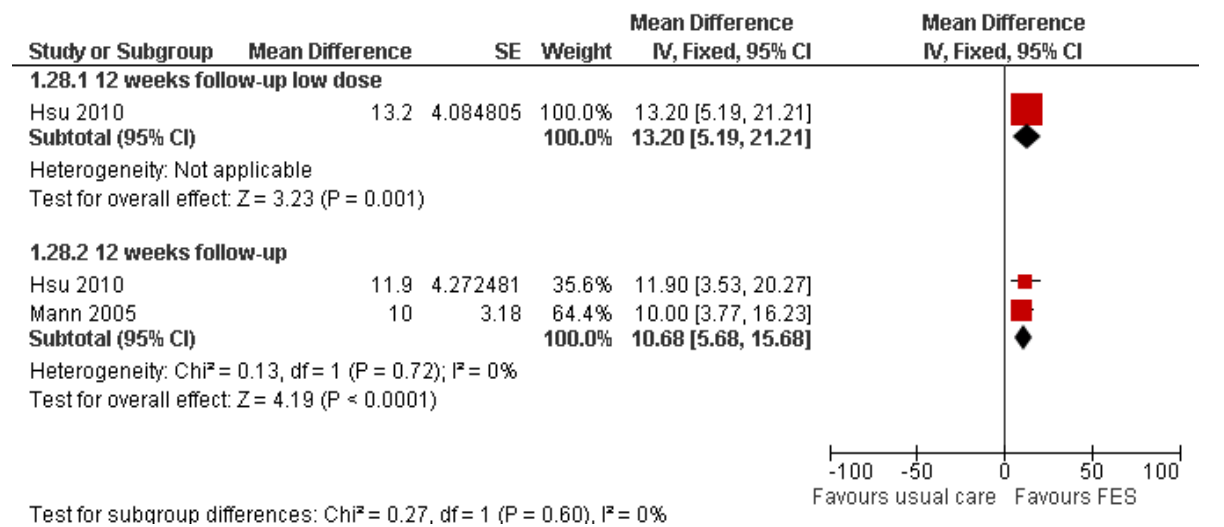 Mean Difference Mean Difference
Study or Subgroup Mean Difference SE Weight IV, Fixed, 95% CI IV, Fixed, 95% CI
1.28.1 12 weeks follow-up low dose
Hsu 2010 13.2 4.084805 100.0% 13.20 [5.19, 21.21]
Subtotal (95% CI) 100.0% 13.20 [5.19, 21.21]
Heterogeneity: Not applicable
Test for overall effect: Z = 3.23 (P = 0.001)
1.28.2 12 weeks follow-up
Hsu 2010 11.9 4.272481 35.6% 11.90 [3.53, 20.27]
Mann 2005 10 3.18 64.4% 10.00 [3.77, 16.23]
Subtotal (95% CI) 100.0% 10.68 [5.68, 15.68]
Heterogeneity: Chi² = 0.13, df = 1 (P = 0.72); I² = 0%
Test for overall effect: Z = 4.19 (P < 0.0001)
-100 -50 0 50 100
Favours usual care Favours FES
Test for subgroup differences: Chi² = 0.27, df = 1 (P = 0.60), I² = 0%